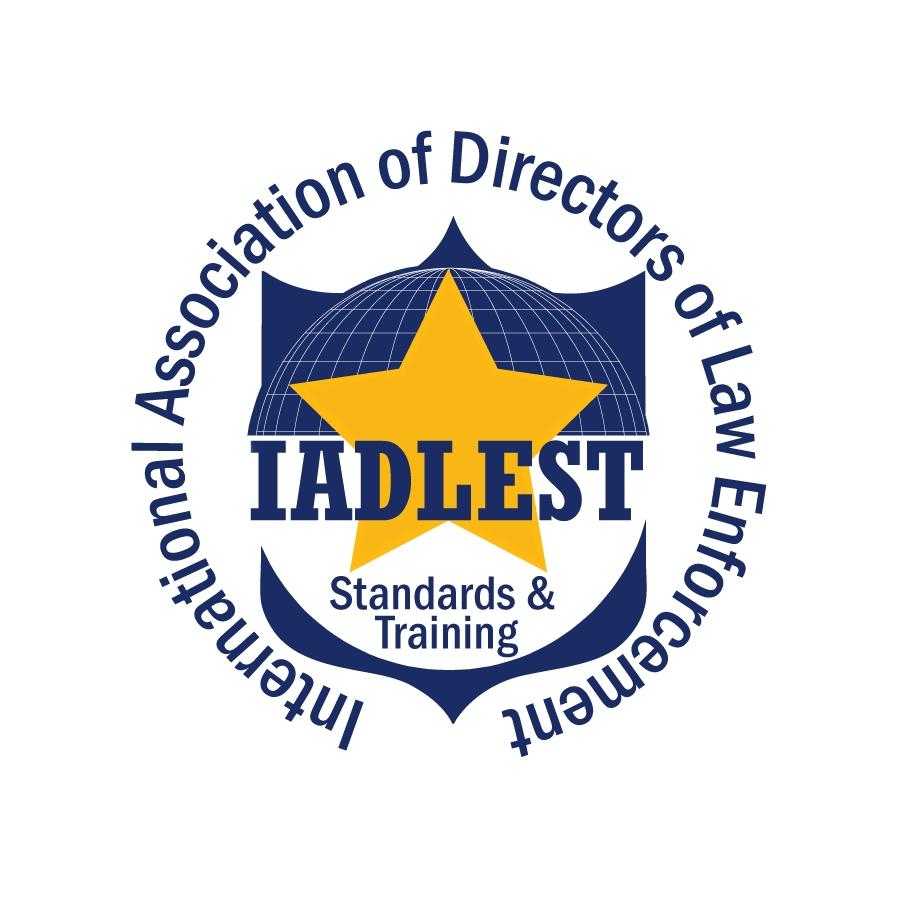 International Association of Directors of Law Enforcement
IADLEST
Standards &
Training